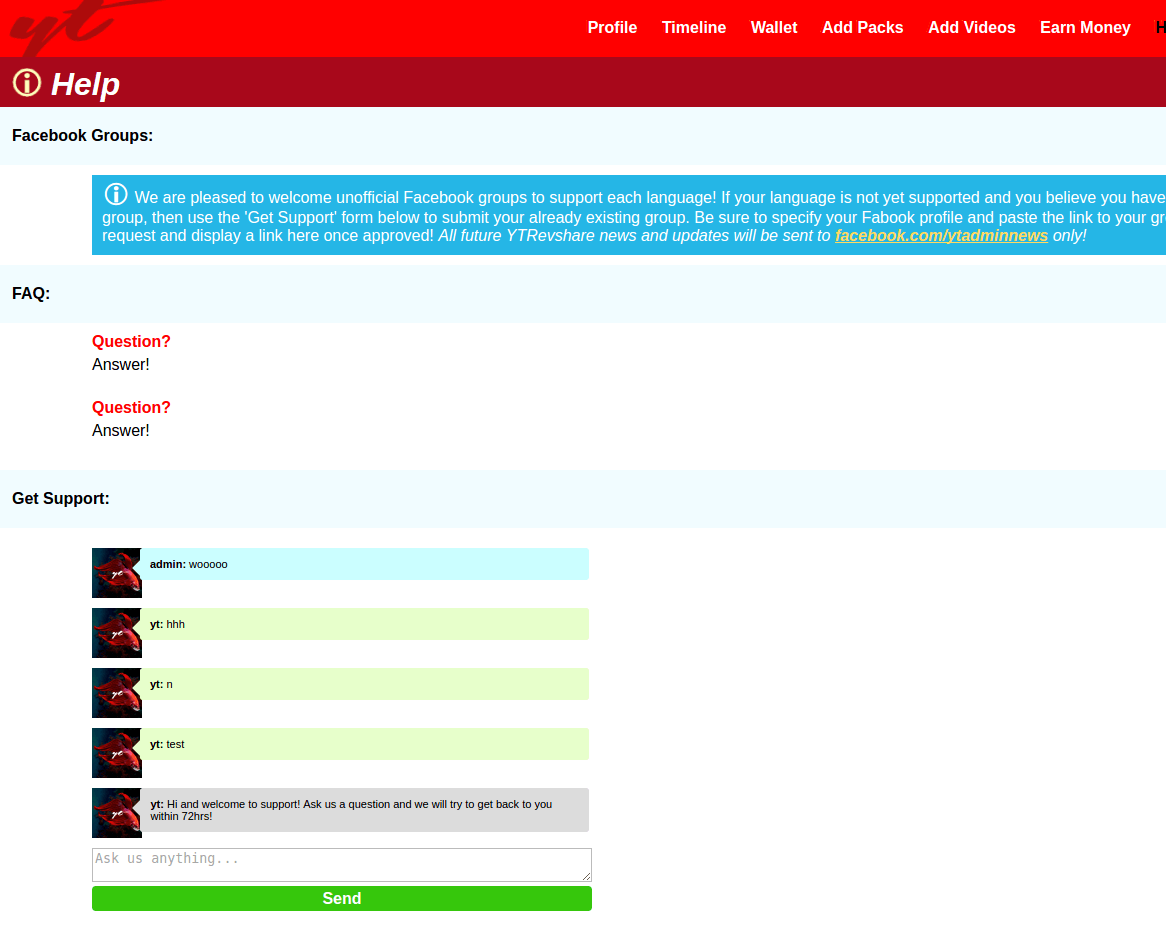 yt
Profile Timeline Wallet Add Packs Add Videos Earn Money H
Help
Facebook Groups:
We are pleased to welcome unofficial Facebook groups to support each language! If your language is not yet supported and you believe you have
group, then use the 'Get Support' form below to submit your already existing group. Be sure to specify your Fabook profile and paste the link to your gr
request and display a link here once approved! All future YTRevshare news and updates will be sent to facebook.com/ytadminnews only!
FAQ:
Question?
Answer!
Question?
Answer!
Get Support:
yt
admin: wooooo
yt
yt: hhh
yt
yt: n
yt
yt: test
yt
yt: Hi and welcome to support! Ask us a question and we will try to get back to you
within 72hrs!
Ask us anything...
Send